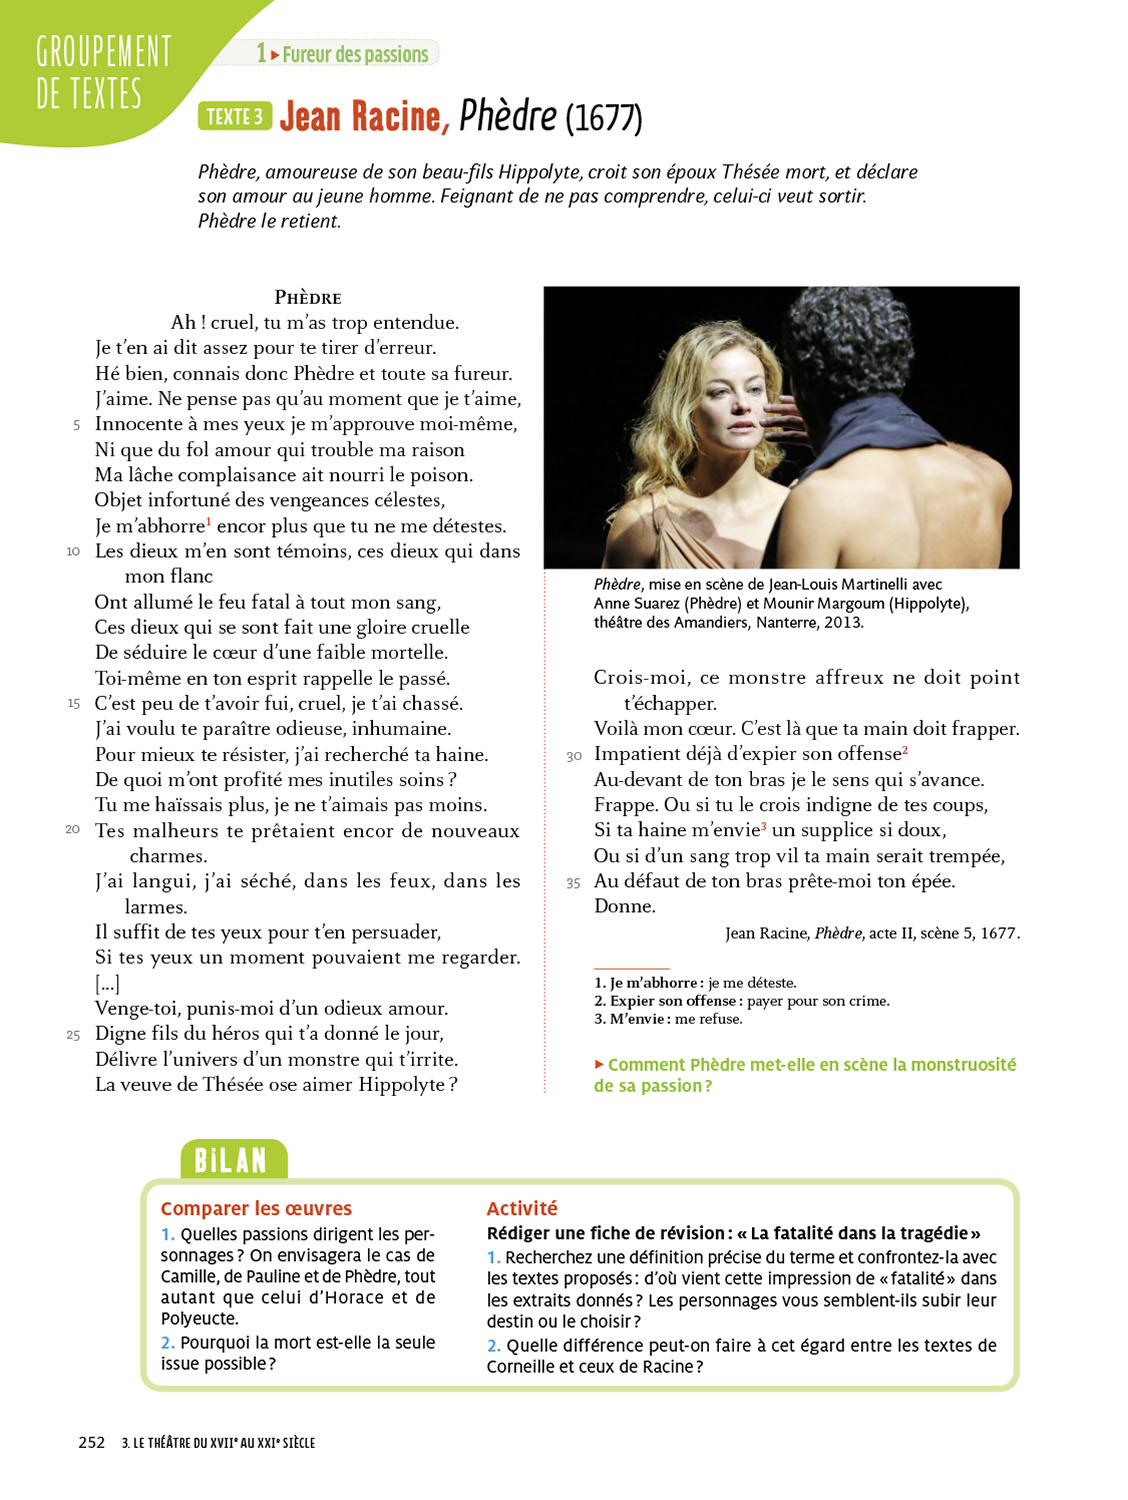 GROUPEMENT
DE TEXTES
1 ▸ Fureur des passions
TEXTE 3 Jean Racine, Phèdre (1677)
Phèdre, amoureuse de son beau-fils Hippolyte, croit son époux Thésée mort, et déclare
son amour au jeune homme. Feignant de ne pas comprendre, celui-ci veut sortir.
Phèdre le retient.
PHÈDRE
Ah ! cruel, tu m’as trop entendue.
Je t’en ai dit assez pour te tirer d’erreur.
Hé bien, connais donc Phèdre et toute sa fureur.
J’aime. Ne pense pas qu’au moment que je t’aime,
5 Innocente à mes yeux je m’approuve moi-même,
Ni que du fol amour qui trouble ma raison
Ma lâche complaisance ait nourri le poison.
Objet infortuné des vengeances célestes,
Je m’abhorre1 encor plus que tu ne me détestes.
10 Les dieux m’en sont témoins, ces dieux qui dans
mon flanc
Ont allumé le feu fatal à tout mon sang,
Ces dieux qui se sont fait une gloire cruelle
De séduire le cœur d’une faible mortelle.
Toi-même en ton esprit rappelle le passé.
15 C’est peu de t’avoir fui, cruel, je t’ai chassé.
J’ai voulu te paraître odieuse, inhumaine.
Pour mieux te résister, j’ai recherché ta haine.
De quoi m’ont profité mes inutiles soins ?
Tu me haïssais plus, je ne t’aimais pas moins.
20 Tes malheurs te prêtaient encor de nouveaux
charmes.
J’ai langui, j’ai séché, dans les feux, dans les
larmes.
Il suffit de tes yeux pour t’en persuader,
Si tes yeux un moment pouvaient me regarder.
[...]
Venge-toi, punis-moi d’un odieux amour.
25 Digne fils du héros qui t’a donné le jour,
Délivre l’univers d’un monstre qui t’irrite.
La veuve de Thésée ose aimer Hippolyte ?
Phèdre, mise en scène de Jean-Louis Martinelli avec
Anne Suarez (Phèdre) et Mounir Margoum (Hippolyte),
théâtre des Amandiers, Nanterre, 2013.
Crois-moi, ce monstre affreux ne doit point
t’échapper.
Voilà mon cœur. C’est là que ta main doit frapper.
30 Impatient déjà d’expier son offense2
Au-devant de ton bras je le sens qui s’avance.
Frappe. Ou si tu le crois indigne de tes coups,
Si ta haine m’envie3 un supplice si doux,
Ou si d’un sang trop vil ta main serait trempée,
35 Au défaut de ton bras prête-moi ton épée.
Donne.
Jean Racine, Phèdre, acte II, scène 5, 1677.
1. Je m’abhorre : je me déteste.
2. Expier son offense : payer pour son crime.
3. M’envie : me refuse.
▸ Comment Phèdre met-elle en scène la monstruosité
de sa passion ?
BiLAN
Comparer les œuvres
1. Quelles passions dirigent les per-
sonnages ? On envisagera le cas de
Camille, de Pauline et de Phèdre, tout
autant que celui d’Horace et de
Polyeucte.
2. Pourquoi la mort est-elle la seule
issue possible ?
Activité
Rédiger une fiche de révision : « La fatalité dans la tragédie »
1. Recherchez une définition précise du terme et confrontez-la avec
les textes proposés : d’où vient cette impression de « fatalité » dans
les extraits donnés ? Les personnages vous semblent-ils subir leur
destin ou le choisir ?
2. Quelle différence peut-on faire à cet égard entre les textes de
Corneille et ceux de Racine ?
252 3. LE THÉÂTRE DU XVIIe AU XXIe SIÈCLE